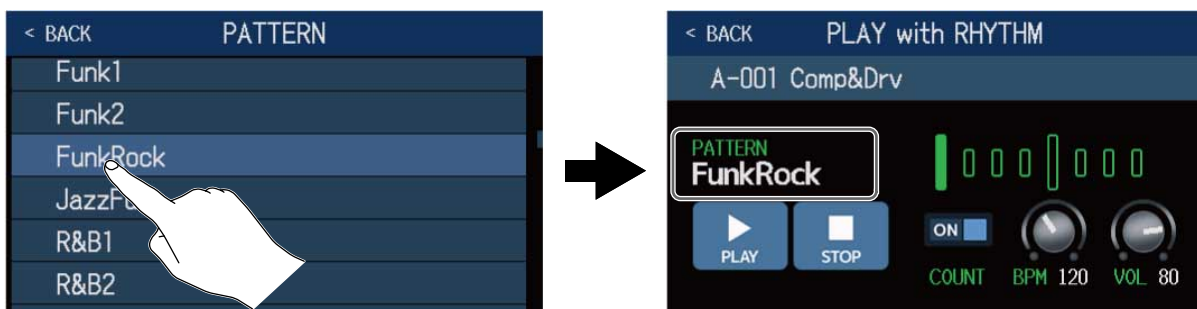 < BACK PATTERN
Funk1
Funk2
FunkRock
R&B1
R&B2
< BACK PLAY with RHYTHM
A-001 Comp&Drv
PATTERN
FunkRock
PLAY STOP
ON
COUNT BPM 120 VOL 80